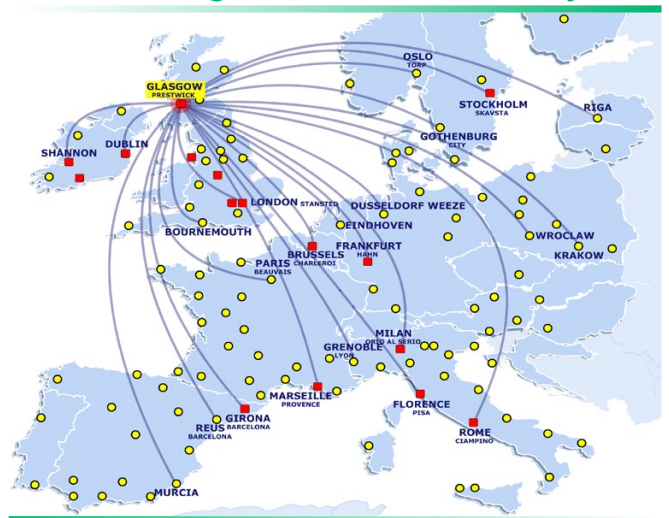 GLASGOW
PRESTWICK
OSLO
TORP
STOCKHOLM
SKAVSTA
RIGA
GOTHENBURG
CITY
SHANNON
DUBLIN
LONDON STANSTED
DUSSELDORF WEEZE
BOURNEMOUTH
EINDHOVEN
WROCLAW
BRUSSELS
CHARLEROI
FRANKFURT
HAHN
KRAKOW
PARIS
BEAUVAIS
MILAN
ORIO AL SERIO
GRENOBLE
LYON
MARSEILLE
PROVENCE
FLORENCE
PISA
GIRONA
BARCELONA
REUS
BARCELONA
ROME
CIAMPINO
MURCIA